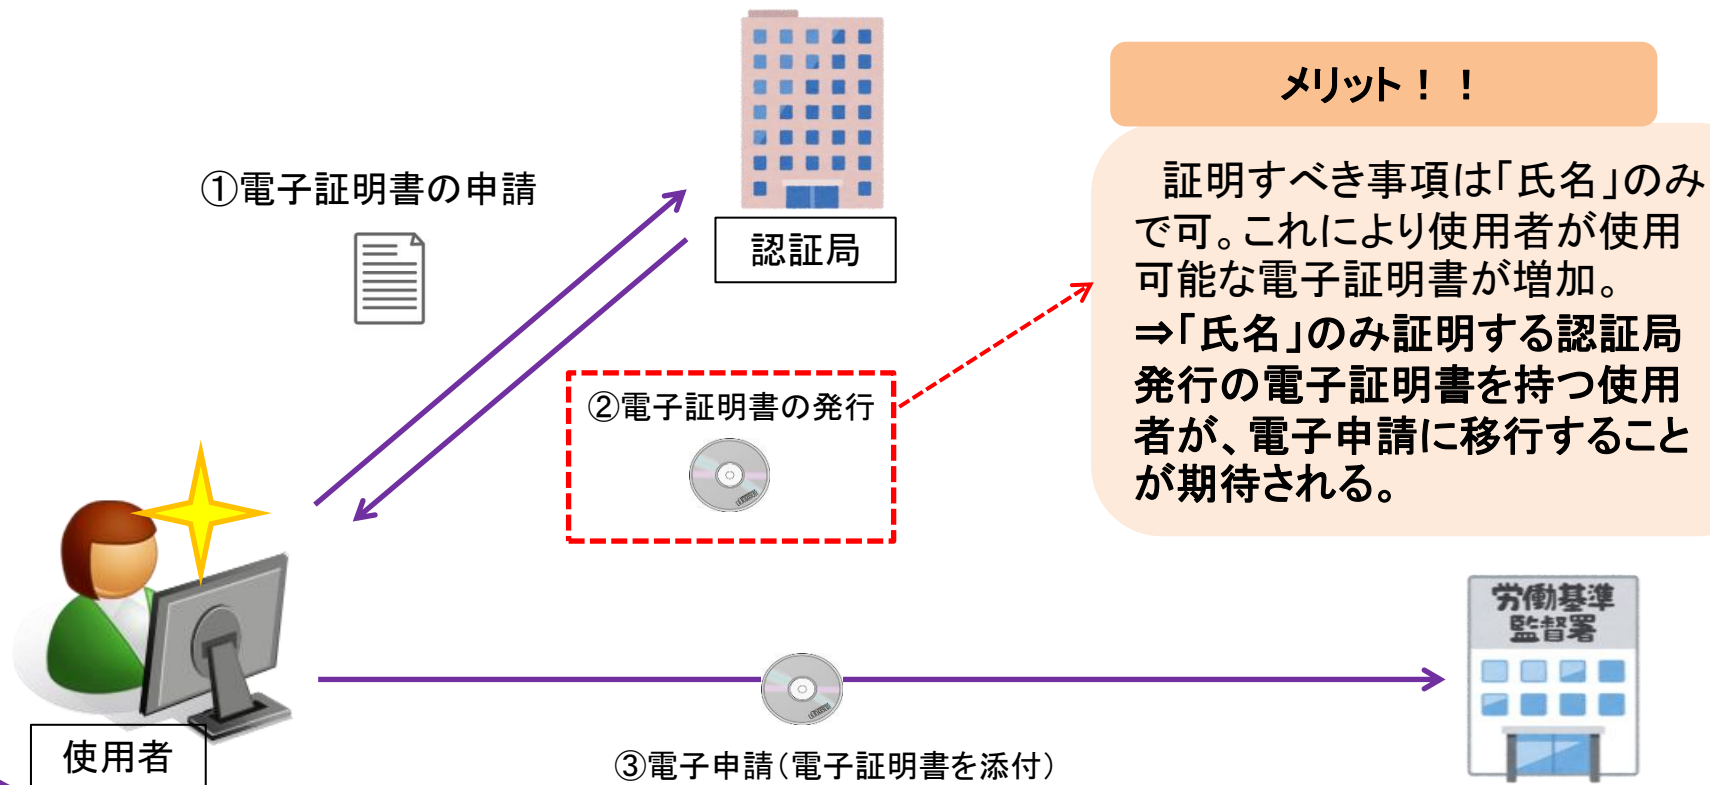 メリット！！
①電子証明書の申請
認証局
証明すべき事項は「氏名」のみ
で可。これにより使用者が使用
可能な電子証明書が増加。
⇒「氏名」のみ証明する認証局
発行の電子証明書を持つ使用
者が、電子申請に移行すること
が期待される。
②電子証明書の発行
労働基準
監督署
使用者
③電子申請（電子証明書を添付）